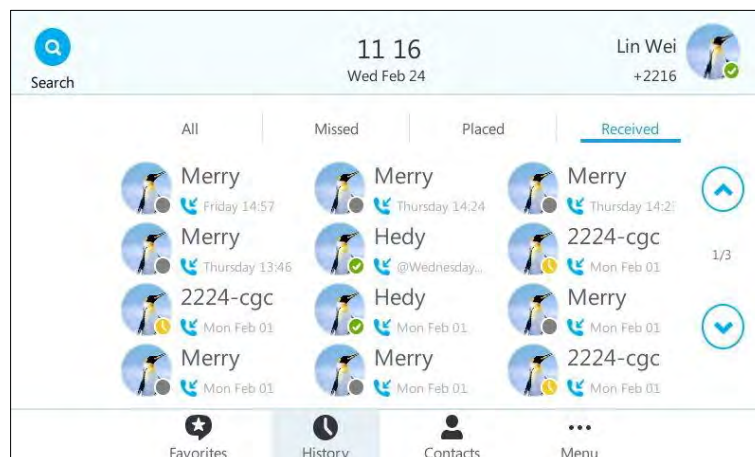 11 16
Lin Wei
Search
Wed Feb 24
+2216
All Missed Placed Received
Merry Merry Merry
Friday 14:57 Thursday 14:24 Thursday
Merry Hedy 2224-cgc
Thursday 13:46 @Wednesday... Mon Feb 01
1/3
2224-cgc Hedy Merry
Mon Feb 01 Mon Feb 01 Mon Feb 01
Merry Merry 2224-cgc
Mon Feb 01 Mon Feb 01 Mon Feb 01
Favorites History Contacts Menu